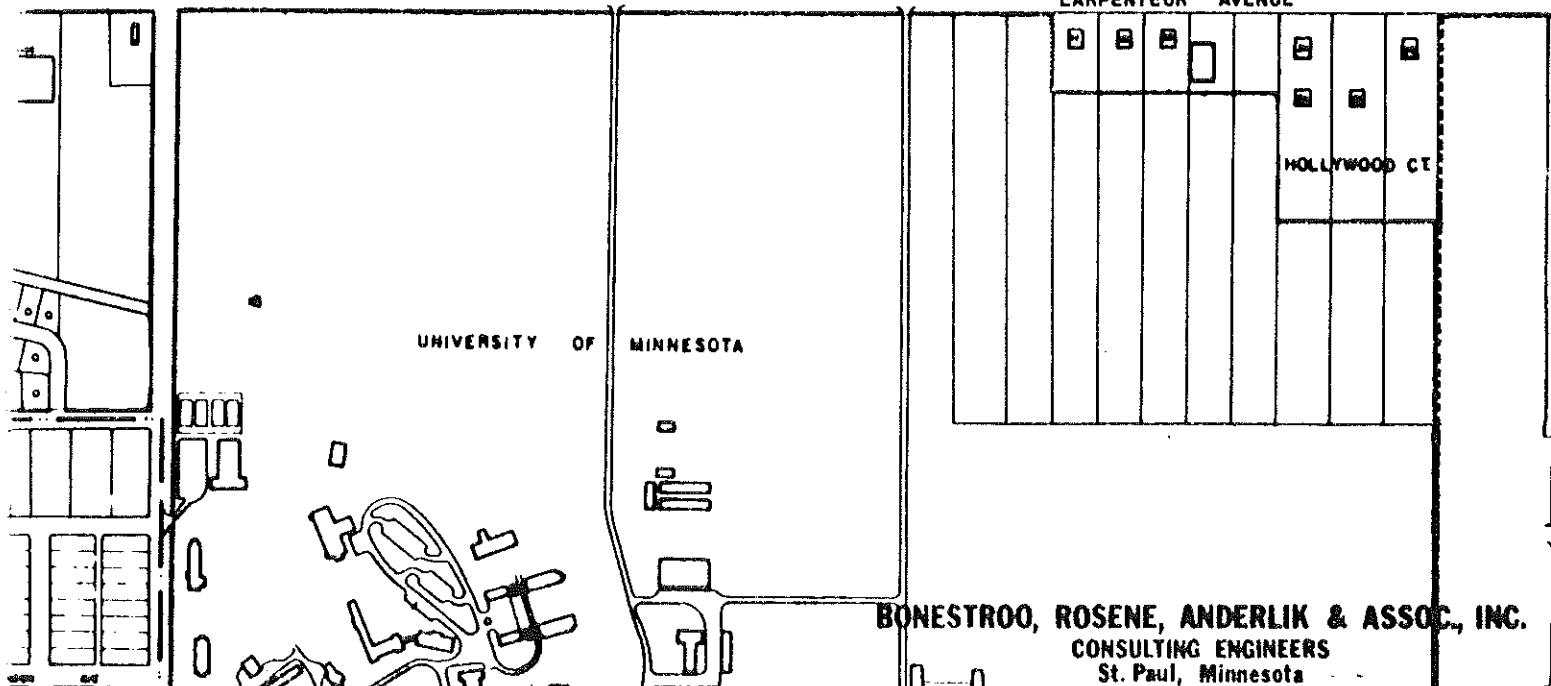 LARPENTEUR AVENUE
HOLLYWOOD CT.
UNIVERSITY OF MINNESOTA
BONESTROO, ROSENE, ANDERLIK & ASSOC., INC.
CONSULTING ENGINEERS
St. Paul, Minnesota